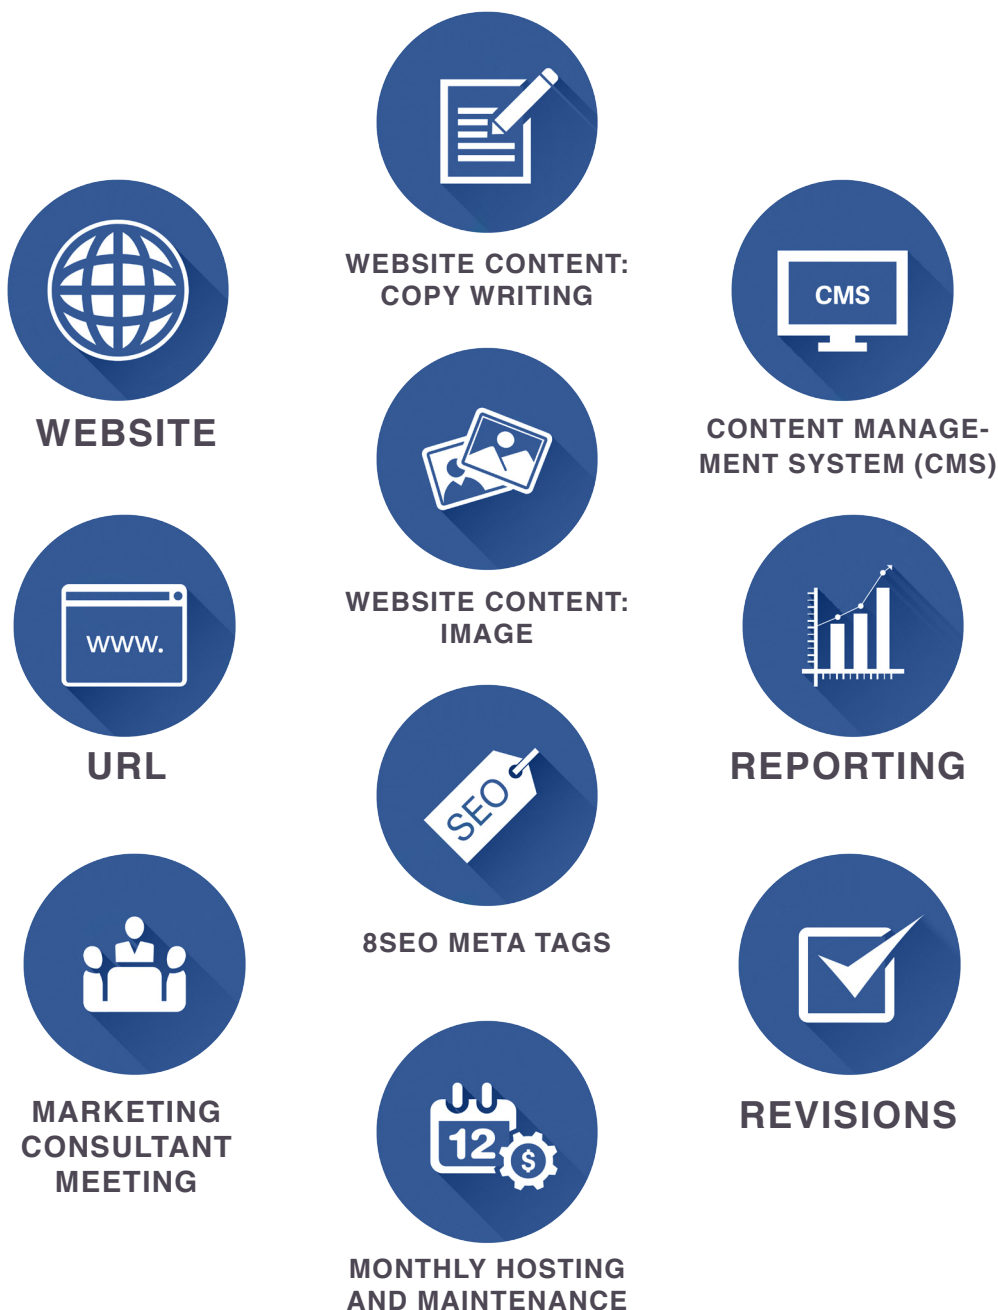 WEBSITE
www.
URL
MARKETING
CONSULTANT
MEETING
WEBSITE CONTENT:
COPY WRITING
WEBSITE CONTENT:
IMAGE
SEO
8SEO META TAGS
12
$
MONTHLY HOSTING
AND MAINTENANCE
CMS
CONTENT MANAGE-
MENT SYSTEM (CMS)
REPORTING
REVISIONS